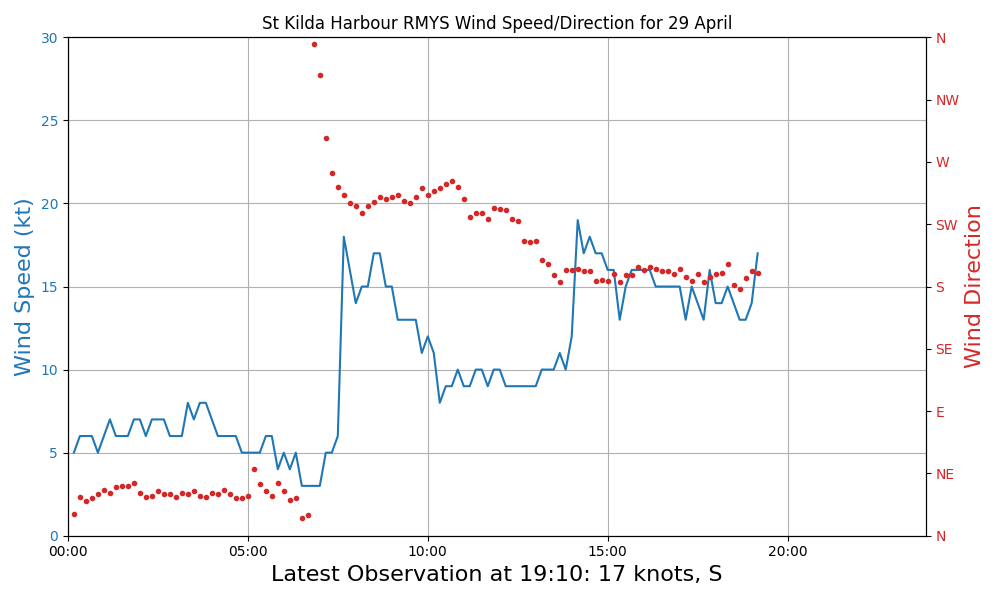 St Kilda Harbour RMYS Wind Speed/Direction for 29 April
30
25
20
15
10
5
0
Wind Speed (kt)
N
NW
W
SW
S
SE
E
NE
N
Wind Direction
00:00
05:00
10:00
15:00
20:00
Latest Observation at 19:10: 17 knots, S